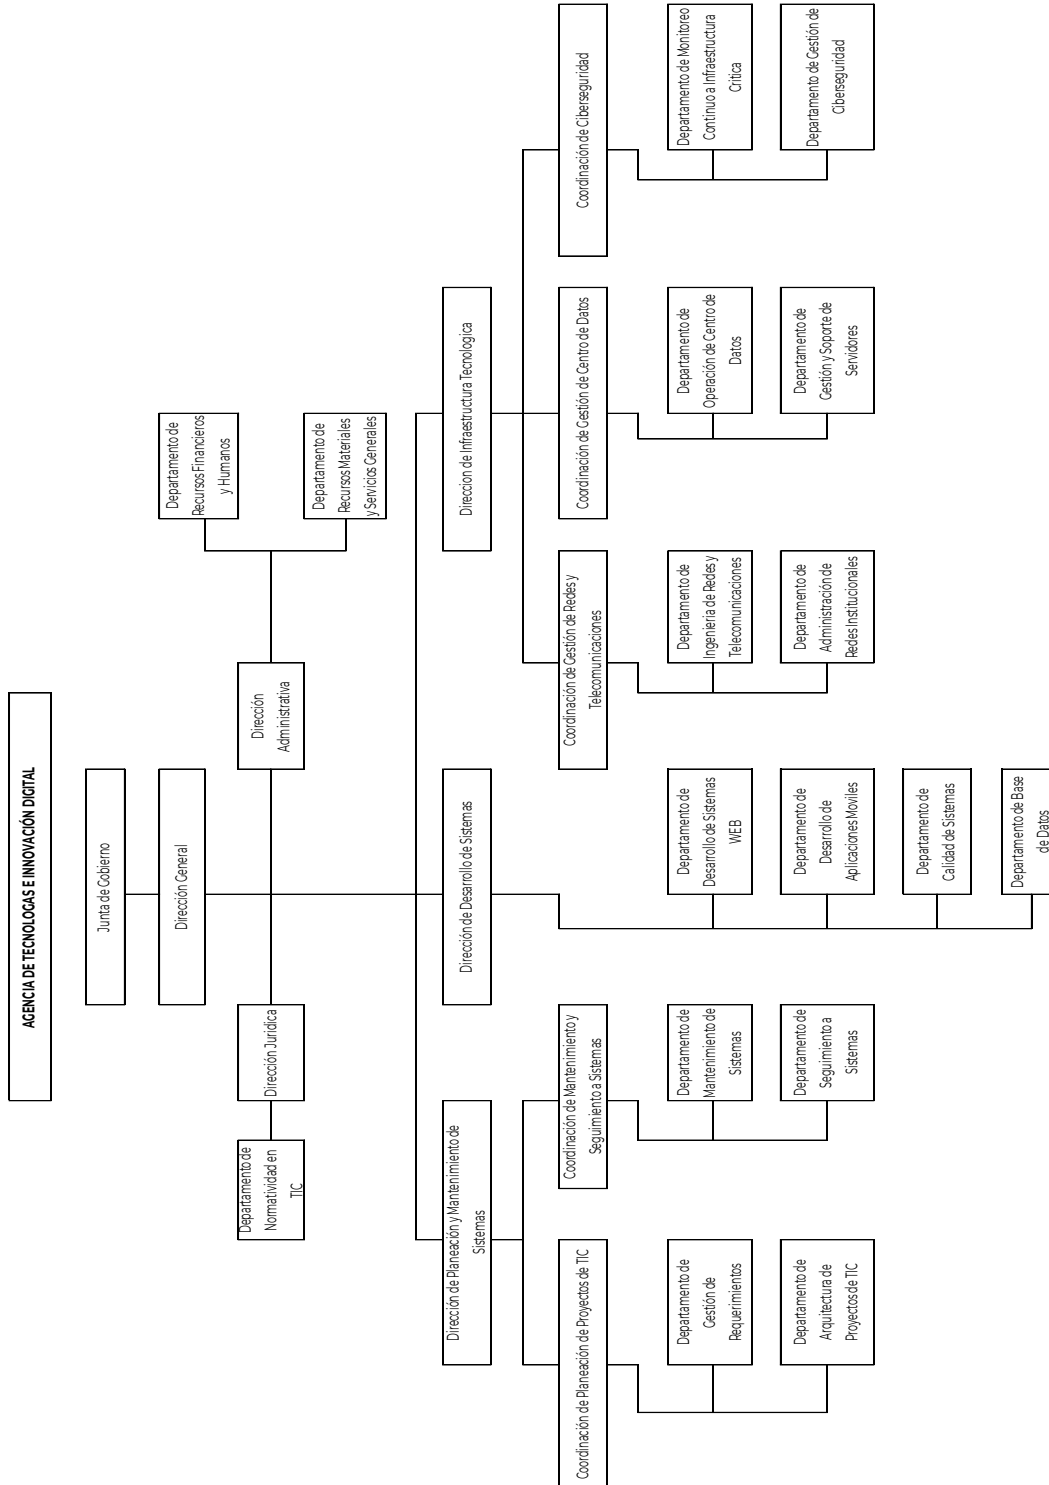 AGENCIA DE TECNOLOGAS E INNOVACIÓN DIGITAL
Junta de Gobierno
Dirección General
Departamento de
Normatividad en
TIC
Dirección Jurídica
Dirección
Administrativa
Departamento de
Recursos Financieros
y Humanos
Departamento de
Recursos Materiales
y Servicios Generales
Dirección de Planeación y Mantenimiento de
Sistemas
Dirección de Desarrollo de Sistemas
Direccion de Infraestructura Tecnologica
Coordinación de Planeación de Proyectos de TIC
Coordinación de Mantenimiento y
Seguimiento a Sistemas
Coordinación de Gestión de Redes y
Telecomunicaciones
Coordinación de Gestión de Centro de Datos
Coordinación de Ciberseguridad
Departamento de
Gestión de
Requerimientos
Departamento de
Mantenimiento de
Sistemas
Departamento de
Desarrollo de Sistemas
WEB
Departamento de
Ingenieria de Redes y
Telecomunicaciones
Departamento de
Operación de Centro de
Datos
Departamento de Monitoreo
Continuo a Infraestructura
Critica
Departamento de
Arquitectura de
Proyectos de TIC
Departamento de
Seguimiento a
Sistemas
Departamento de
Desarrollo de
Aplicaciones Moviles
Departamento de
Administración de
Redes Institucionales
Departamento de
Gestión y Soporte de
Servidores
Departamento de Gestión de
Ciberseguridad
Departamento de
Calidad de Sistemas
Departamento de Base
de Datos